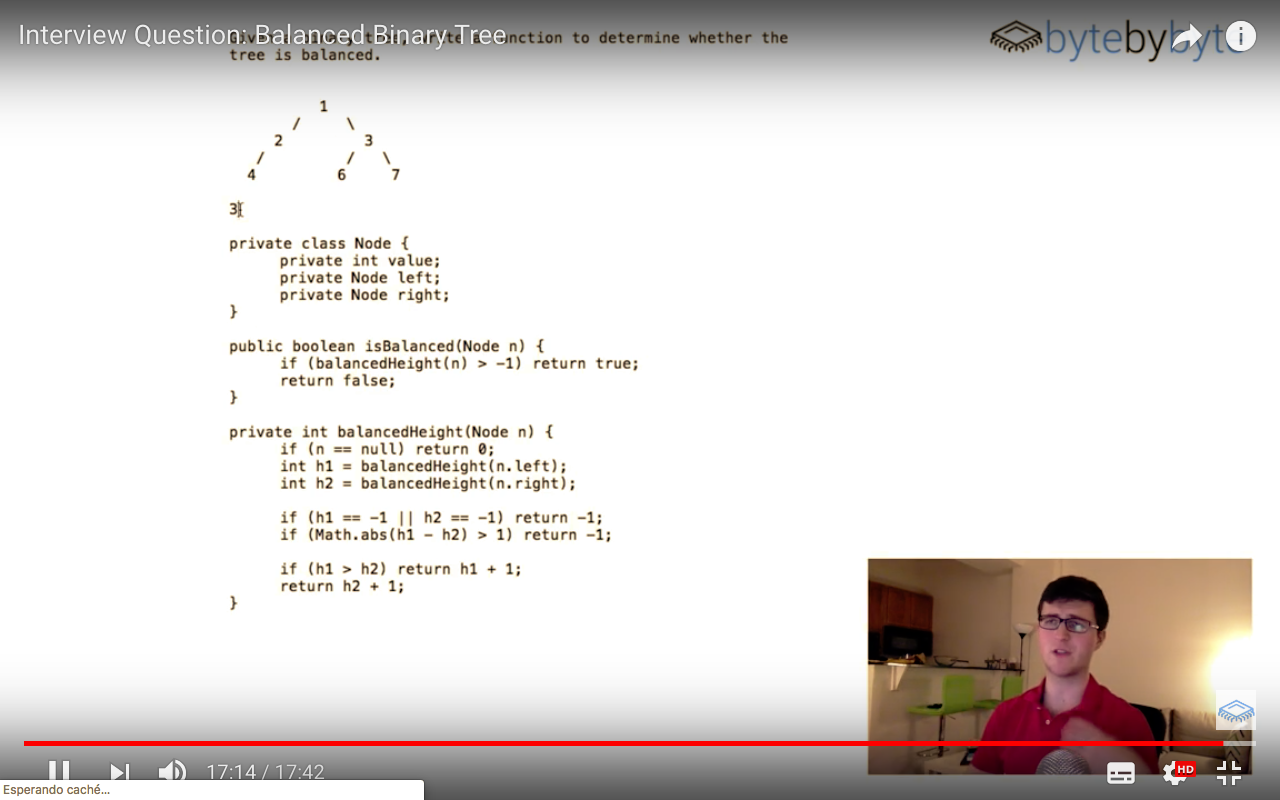 Interview Question: Balanced Binary Tree
function to determine whether the
tree is balanced.
bytebybyte
1
/ \
2 3
/ / \
4 6 7
3
private class Node {
private int value;
private Node left;
private Node right;
}
public boolean isBalanced(Node n) {
if (balancedHeight(n) > -1) return true;
return false;
}
private int balancedHeight(Node n) {
if (n == null) return 0;
int h1 = balancedHeight(n.left);
int h2 = balancedHeight(n.right);
if (h1 == -1 || h2 == -1) return -1;
if (Math.abs(h1 - h2) > 1) return -1;
if (h1 > h2) return h1 + 1;
return h2 + 1;
}
17:14 / 17:42
HD
Esperando caché...